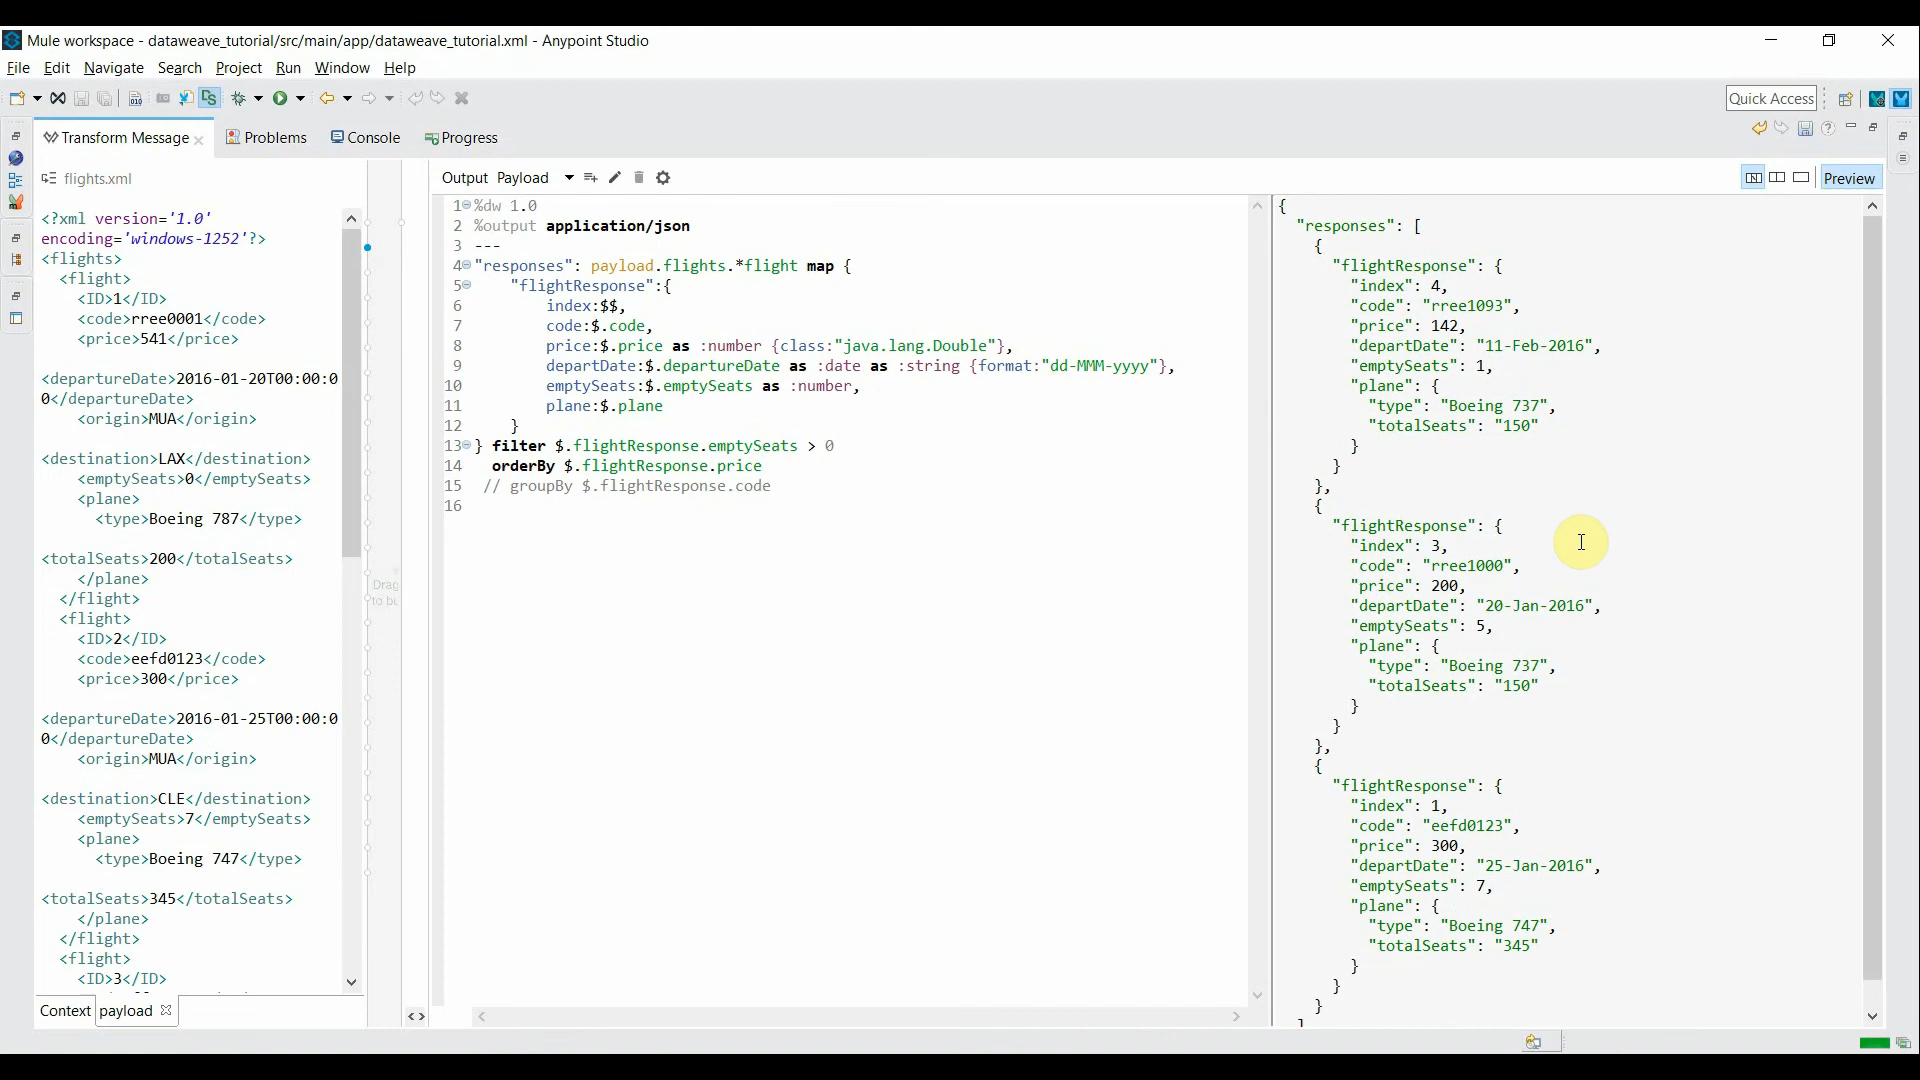 Mule workspace - dataweave_tutorial/src/main/app/dataweave_tutorial.xml - Anypoint Studio
File Edit Navigate Search Project Run Window Help
Quick Access
Transform Message Problems Console Progress
flights.xml
<?xml version='1.0'
encoding='windows-1252'?>
<flights>
<flight>
<ID>1</ID>
<code>rree0001</code>
<price>541</price>
<departureDate>2016-01-20T00:00:0
0</departureDate>
<origin>MUA</origin>
<destination>LAX</destination>
<emptySeats>0</emptySeats>
<plane>
<type>Boeing 787</type>
<totalSeats>200</totalSeats>
</plane>
</flight>
<flight>
<ID>2</ID>
<code>eefd0123</code>
<price>300</price>
<departureDate>2016-01-25T00:00:0
0</departureDate>
<origin>MUA</origin>
<destination>CLE</destination>
<emptySeats>7</emptySeats>
<plane>
<type>Boeing 747</type>
<totalSeats>345</totalSeats>
</plane>
</flight>
<flight>
<ID>3</ID>
Context payload
Drag
to bu
Output Payload
Preview
1 %dw 1.0
2 %output application/json
3 ---
4 "responses": payload.flights.*flight map {
5 "flightResponse":{
6 index:$$,
7 code:$.code,
8 price:$.price as :number {class:"java.lang.Double"},
9 departDate:$.departureDate as :date as :string {format:"dd-MMM-yyyy"},
10 emptySeats:$.emptySeats as :number,
11 plane:$.plane
12 }
13 } filter $.flightResponse.emptySeats > 0
14 orderBy $.flightResponse.price
15 // groupBy $.flightResponse.code
16
{
"responses": [
{
"flightResponse": {
"index": 4,
"code": "rree1093",
"price": 142,
"departDate": "11-Feb-2016",
"emptySeats": 1,
"plane": {
"type": "Boeing 737",
"totalSeats": "150"
}
}
},
{
"flightResponse": {
"index": 3,
"code": "rree1000",
"price": 200,
"departDate": "20-Jan-2016",
"emptySeats": 5,
"plane": {
"type": "Boeing 737",
"totalSeats": "150"
}
}
},
{
"flightResponse": {
"index": 1,
"code": "eefd0123",
"price": 300,
"departDate": "25-Jan-2016",
"emptySeats": 7,
"plane": {
"type": "Boeing 747",
"totalSeats": "345"
}
}
}